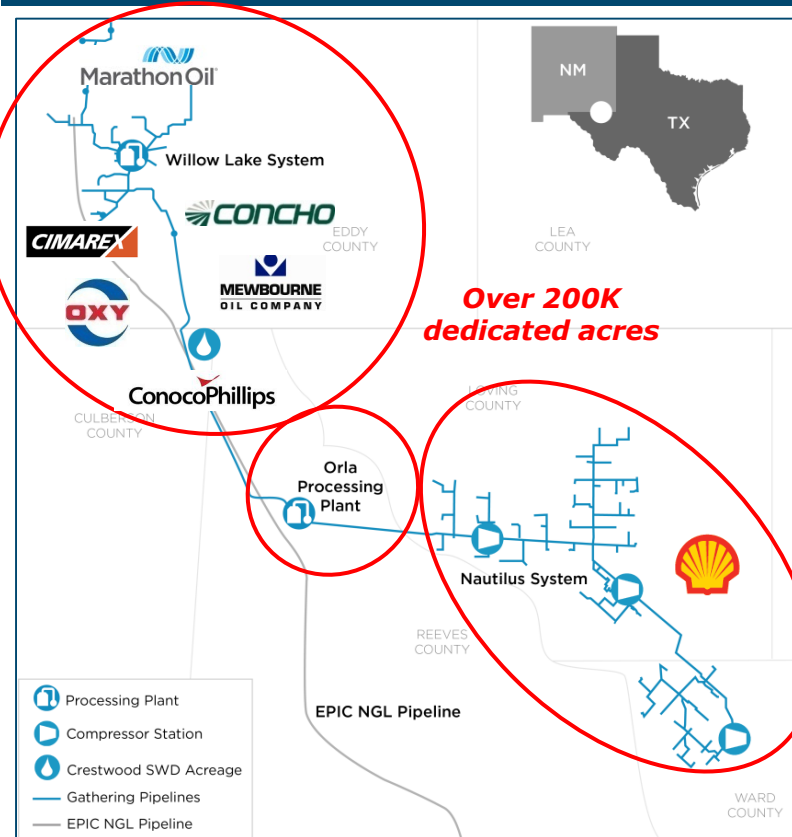 Marathon Oil
NM
TX
Willow Lake System
CONCHO
EDDY
COUNTY
LEA
COUNTY
CIMAREX
MEWBOURNE
OIL COMPANY
OXY
Over 200K
dedicated acres
ConocoPhillips
LOVING
COUNTY
CULBERSON
COUNTY
Orla
Processing
Plant
Nautilus System
REEVES
COUNTY
EPIC NGL Pipeline
Processing Plant
Compressor Station
Crestwood SWD Acreage
Gathering Pipelines
EPIC NGL Pipeline
WARD
COUNTY